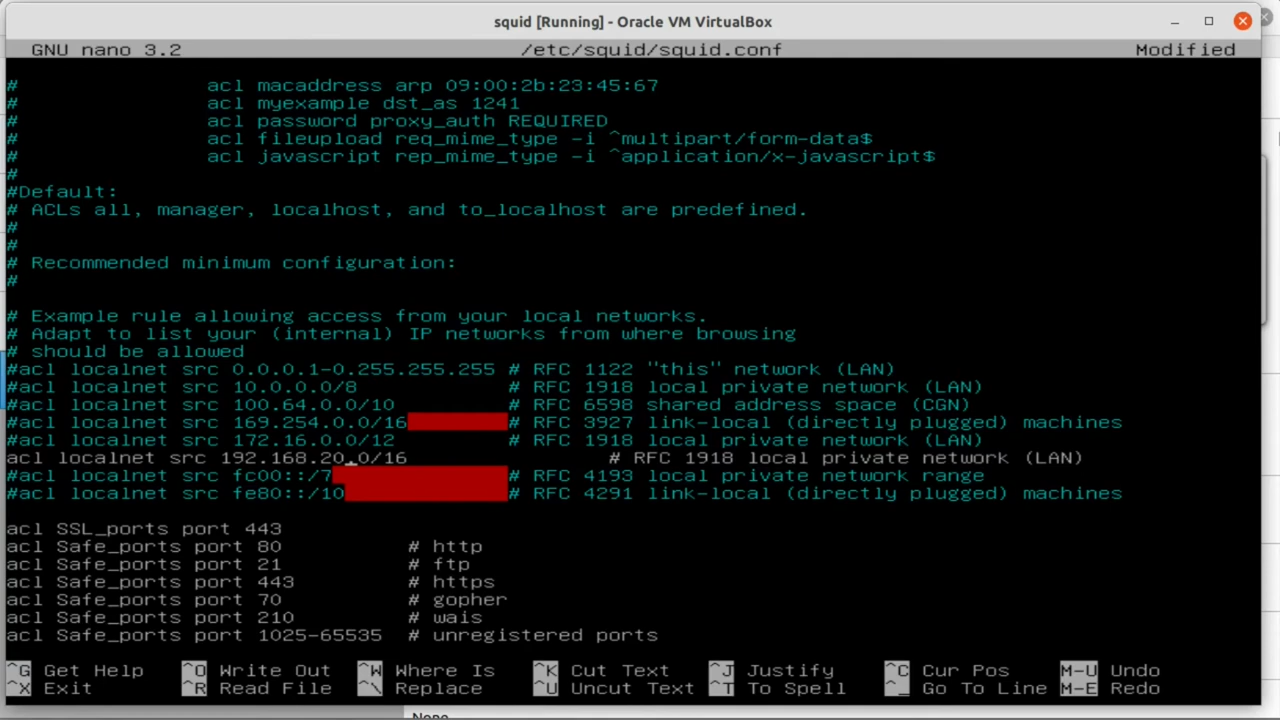 squid [Running] - Oracle VM VirtualBox
GNU nano 3.2 /etc/squid/squid.conf Modified
# acl macaddress arp 09:00:2b:23:45:67
# acl myexample dst_as 1241
# acl password proxy_auth REQUIRED
# acl fileupload req_mime_type -i ^multipart/form-data$
# acl javascript rep_mime_type -i ^application/x-javascript$
#
#Default:
# ACLs all, manager, localhost, and to_localhost are predefined.
#
#
# Recommended minimum configuration:
#
# Example rule allowing access from your local networks.
# Adapt to list your (internal) IP networks from where browsing
# should be allowed
#acl localnet src 0.0.0.1-0.255.255.255 # RFC 1122 "this" network (LAN)
#acl localnet src 10.0.0.0/8 # RFC 1918 local private network (LAN)
#acl localnet src 100.64.0.0/10 # RFC 6598 shared address space (CGN)
#acl localnet src 169.254.0.0/16 # RFC 3927 link-local (directly plugged) machines
#acl localnet src 172.16.0.0/12 # RFC 1918 local private network (LAN)
acl localnet src 192.168.20.0/16 # RFC 1918 local private network (LAN)
#acl localnet src fc00::/7 # RFC 4193 local private network range
#acl localnet src fe80::/10 # RFC 4291 link-local (directly plugged) machines
acl SSL_ports port 443
acl Safe_ports port 80 # http
acl Safe_ports port 21 # ftp
acl Safe_ports port 443 # https
acl Safe_ports port 70 # gopher
acl Safe_ports port 210 # wais
acl Safe_ports port 1025-65535 # unregistered ports
^G Get Help ^O Write Out ^W Where Is ^K Cut Text ^J Justify ^C Cur Pos M-U Undo
^X Exit ^R Read File ^\ Replace ^U Uncut Text ^T To Spell ^_ Go To Line M-E Redo
None